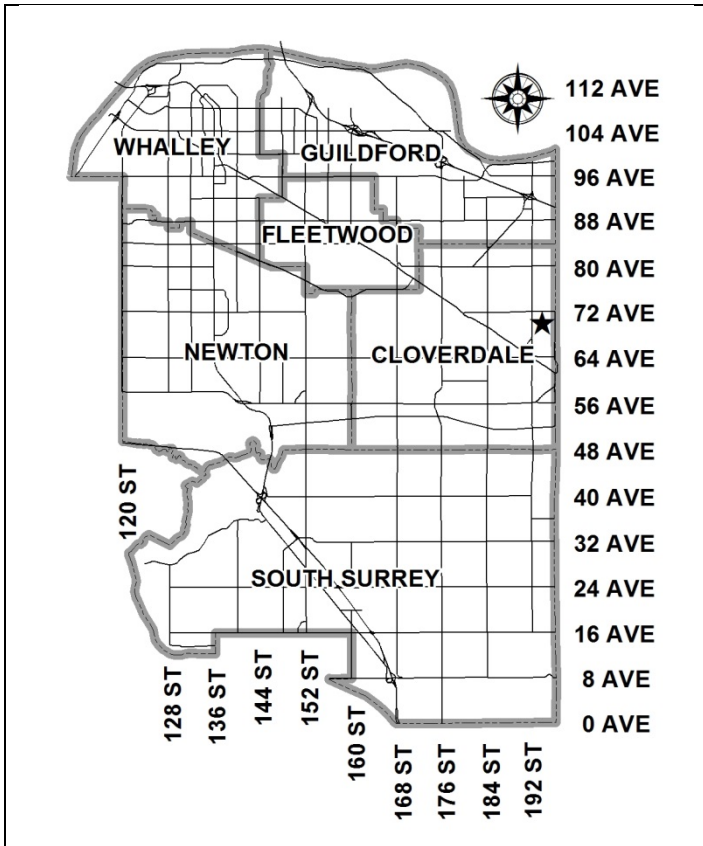 112 AVE
104 AVE
WHALLEY
GUILDFORD
96 AVE
88 AVE
FLEETWOOD
80 AVE
72 AVE
NEWTON
CLOVERDALE
64 AVE
56 AVE
48 AVE
40 AVE
120 ST
32 AVE
SOUTH SURREY
24 AVE
16 AVE
8 AVE
0 AVE
128 ST
136 ST
144 ST
152 ST
160 ST
168 ST
176 ST
184 ST
192 ST